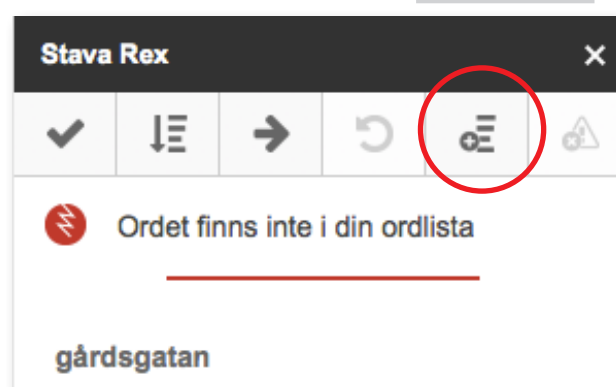 Stava Rex
Ordet finns inte i din ordlista
gårdsgatan